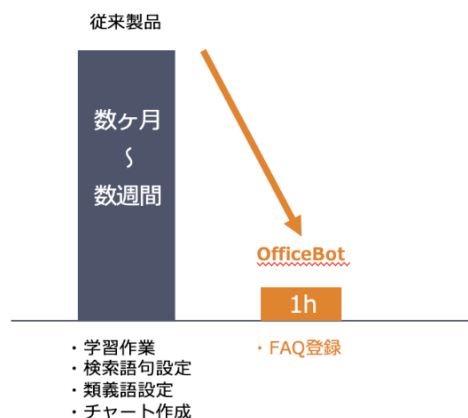 従来製品
数ヶ月
〜
数週間
OfficeBot
1h
・学習作業
・検索語句設定
・類義語設定
・チャート作成
・FAQ登録